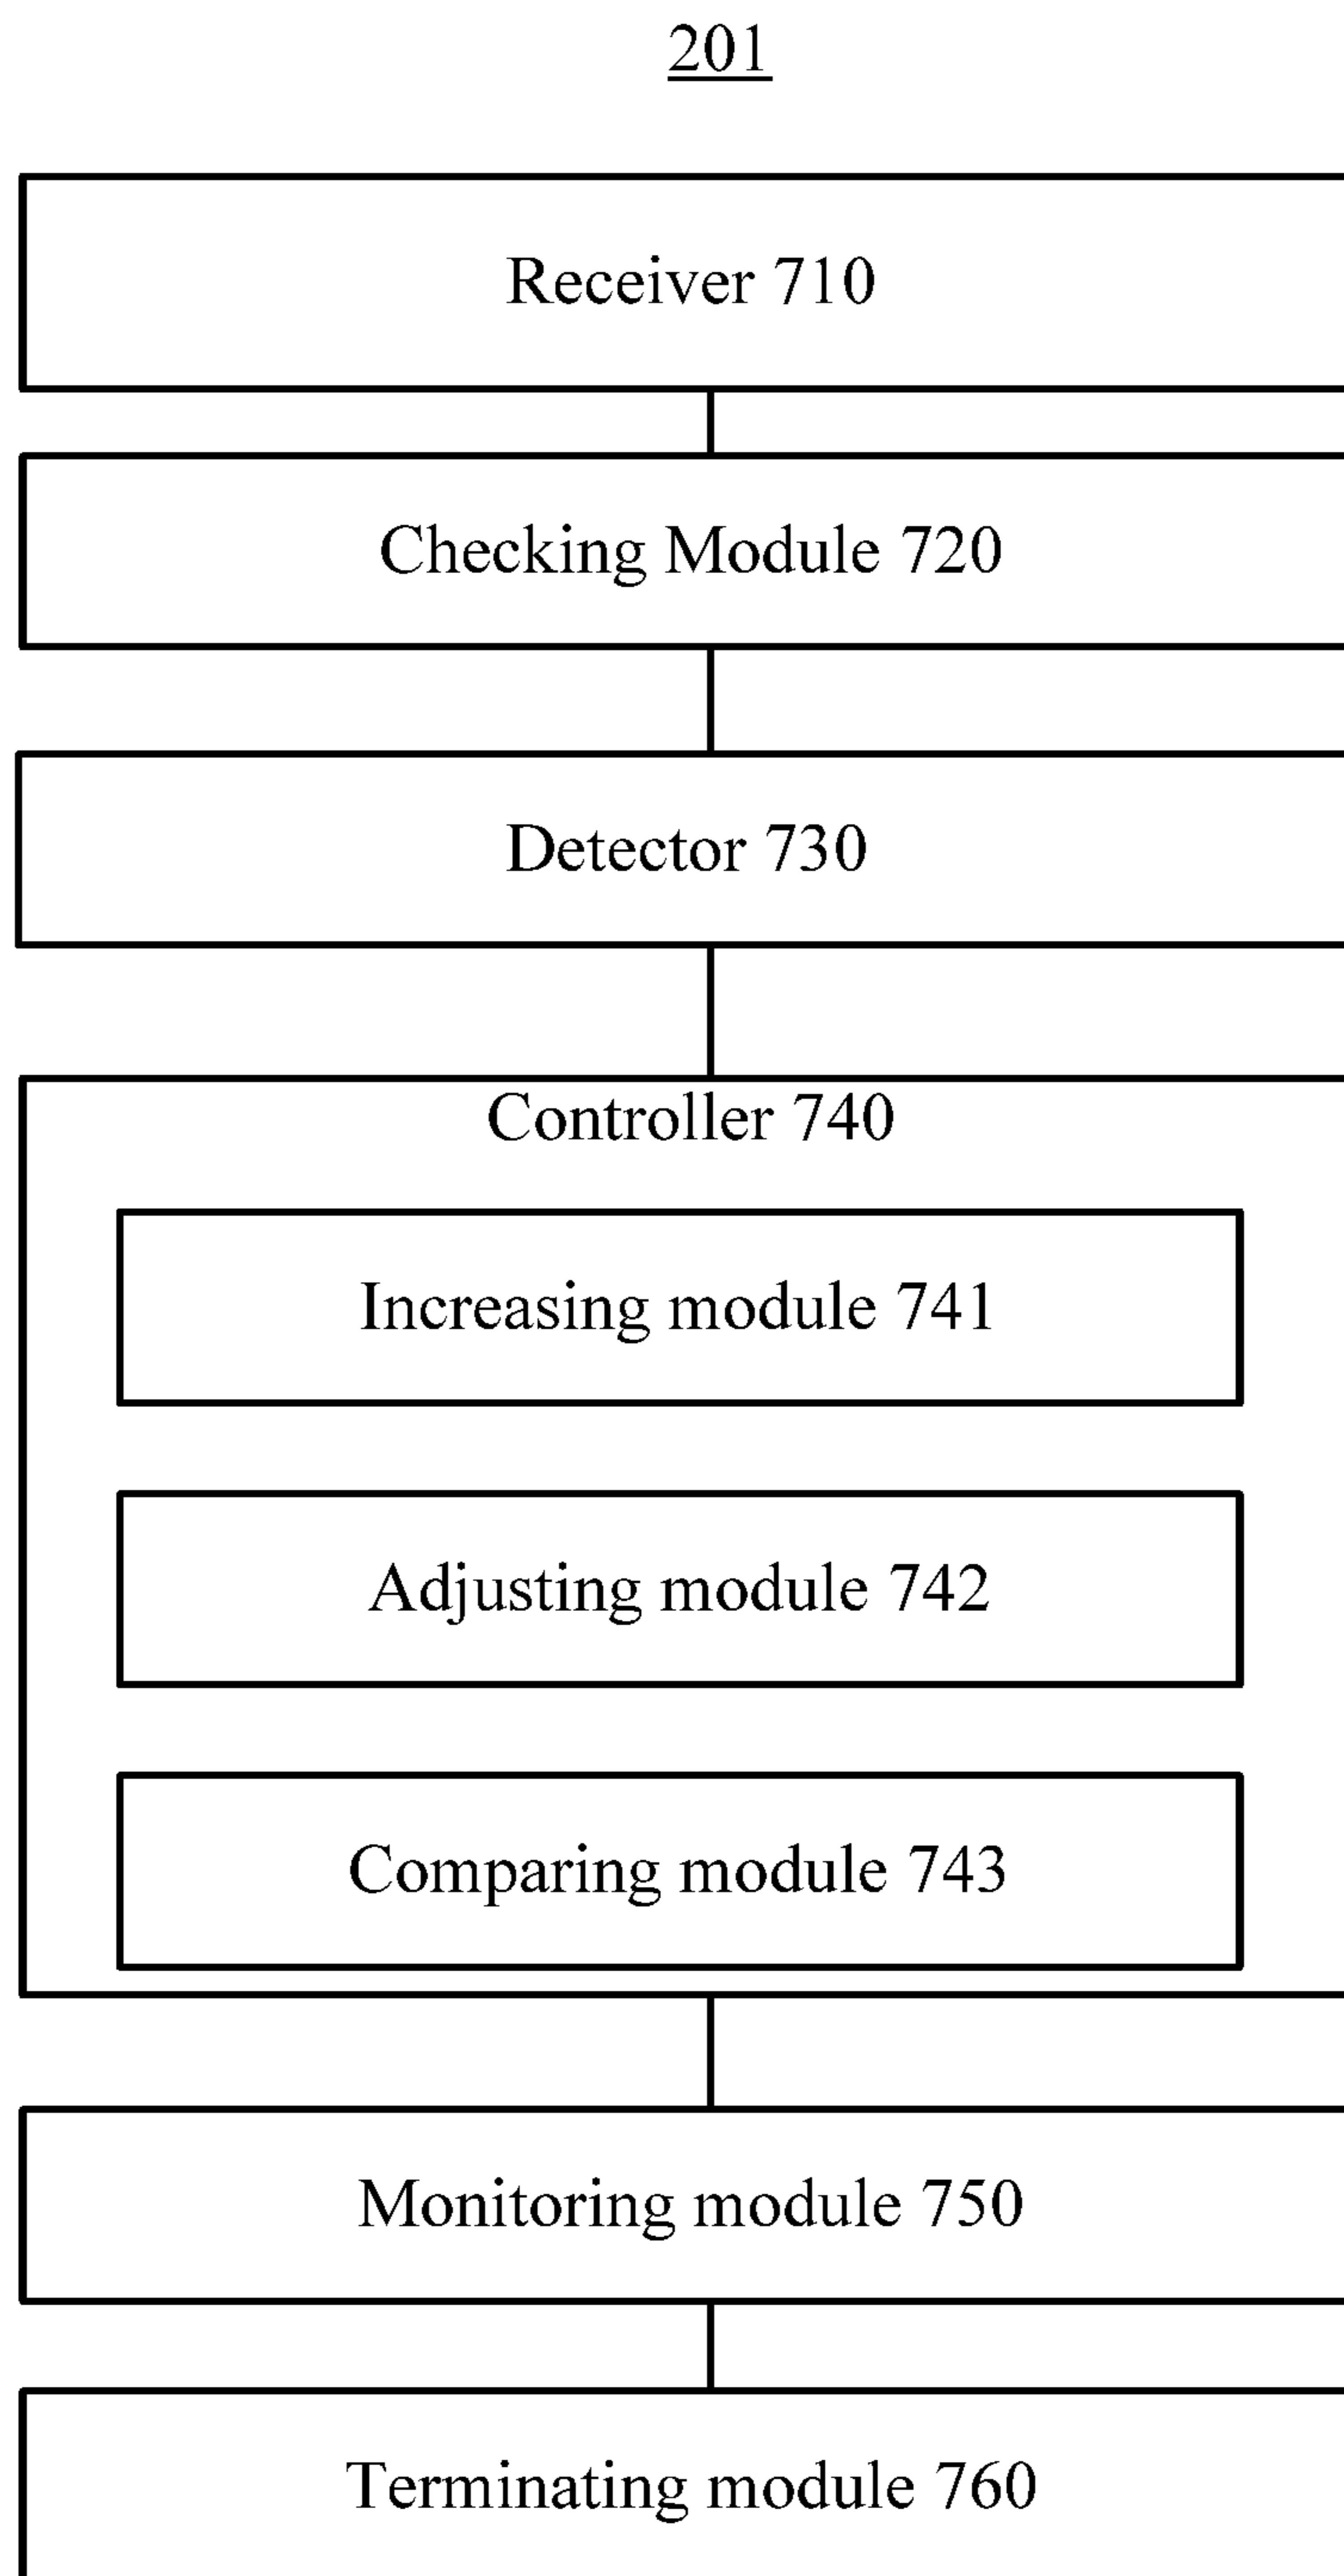 201
Receiver 710
Checking Module 720
Detector 730
Controller 740
Increasing module 741
Adjusting module 742
Comparing module 743
Monitoring module 750
Terminating module 760